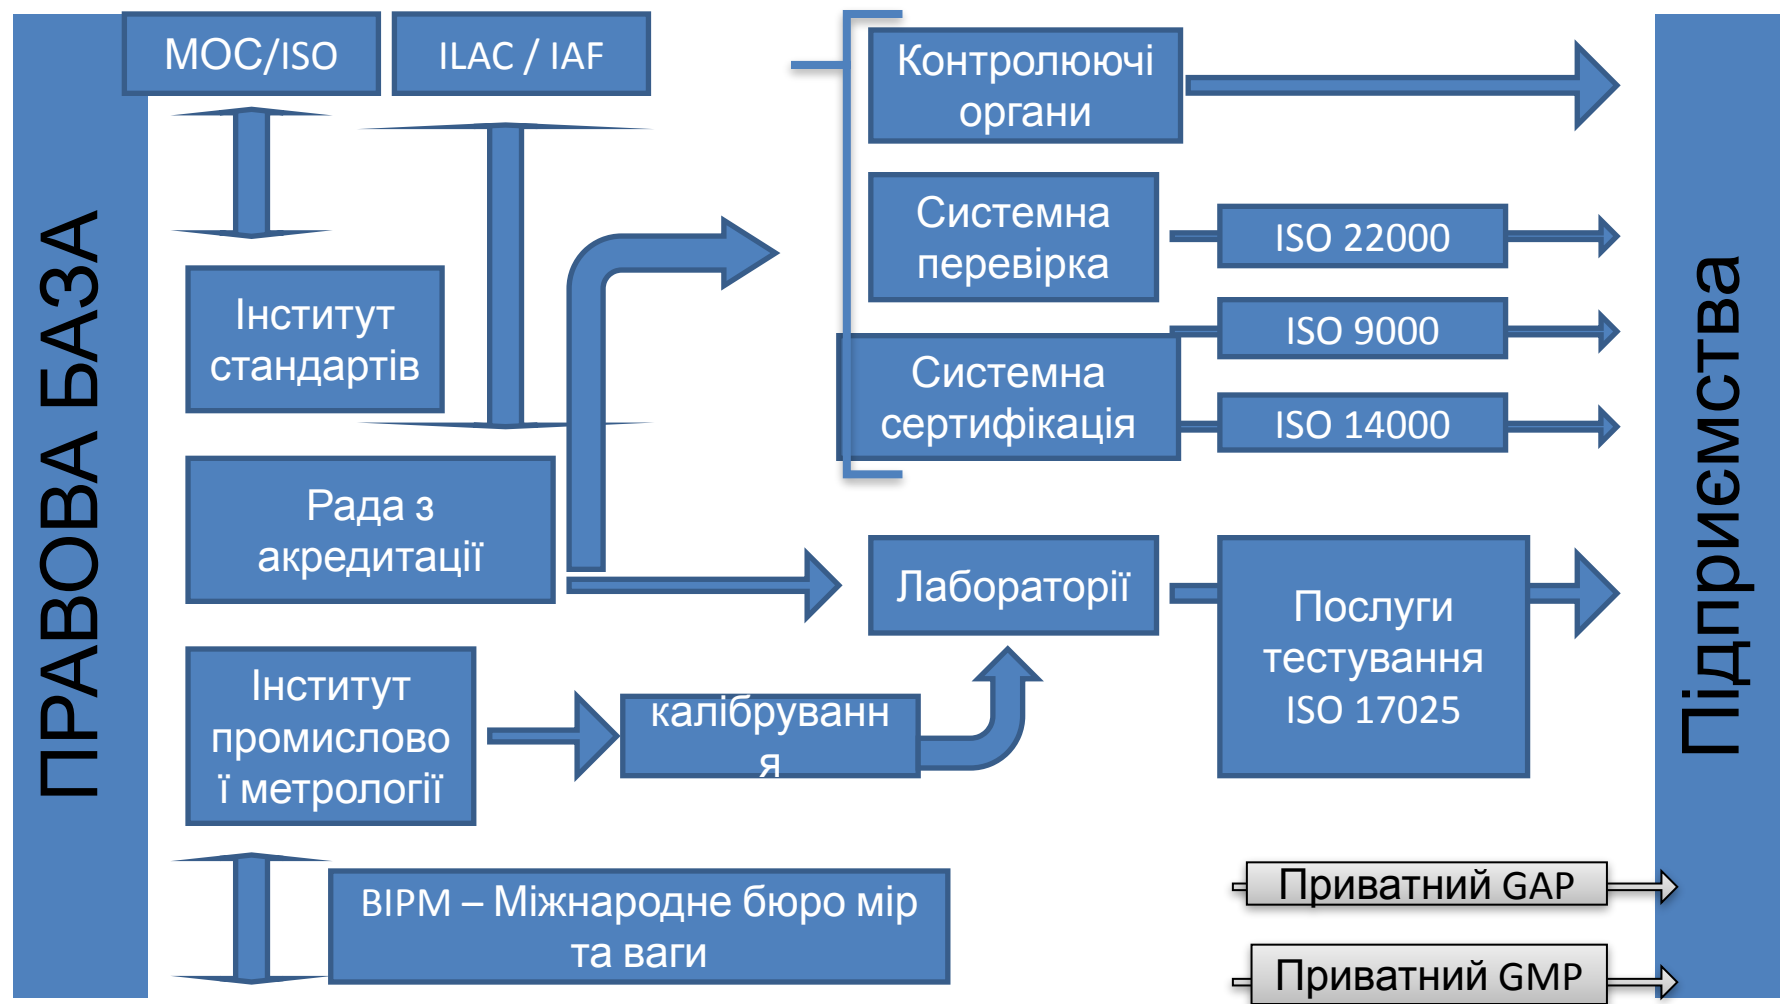 ПРАВОВА БАЗА
МОС/ISO
ILAC / IAF
Інститут
стандартів
Рада з
акредитації
Інститут
промислово
ї метрології
калібруванн
я
BIPM – Міжнародне бюро мір
та ваги
Контролюючі
органи
Системна
перевірка
Системна
сертифікація
Лабораторії
ISO 22000
ISO 9000
ISO 14000
Послуги
тестування
ISO 17025
Приватний GAP
Приватний GMP
Підприємства